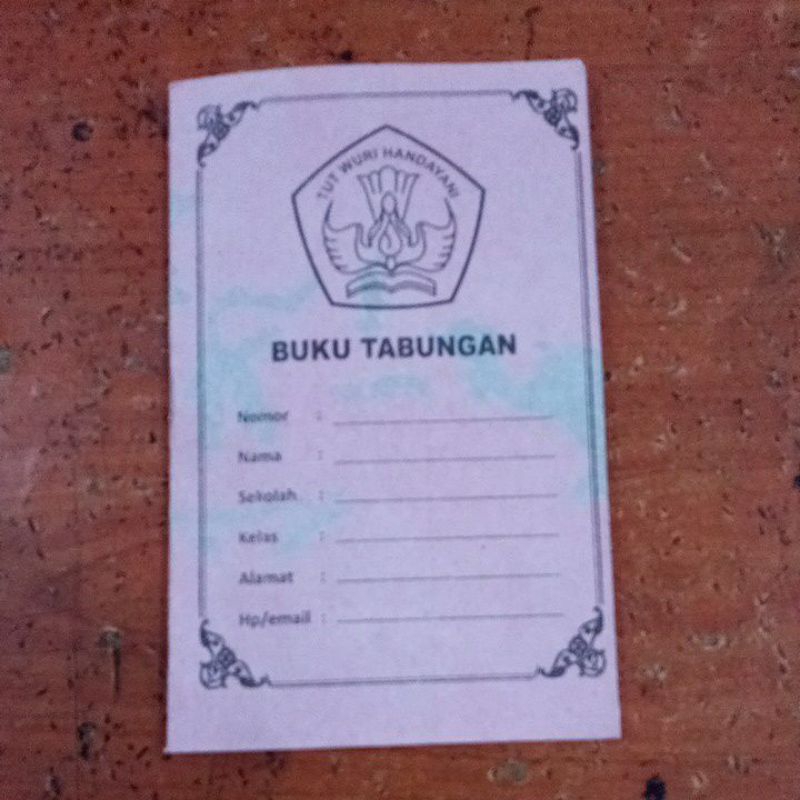 TUT WURI HANDAYANI
BUKU TABUNGAN
Nomor :
Nama :
Sekolah :
Kelas :
Alamat :
Hp/email :